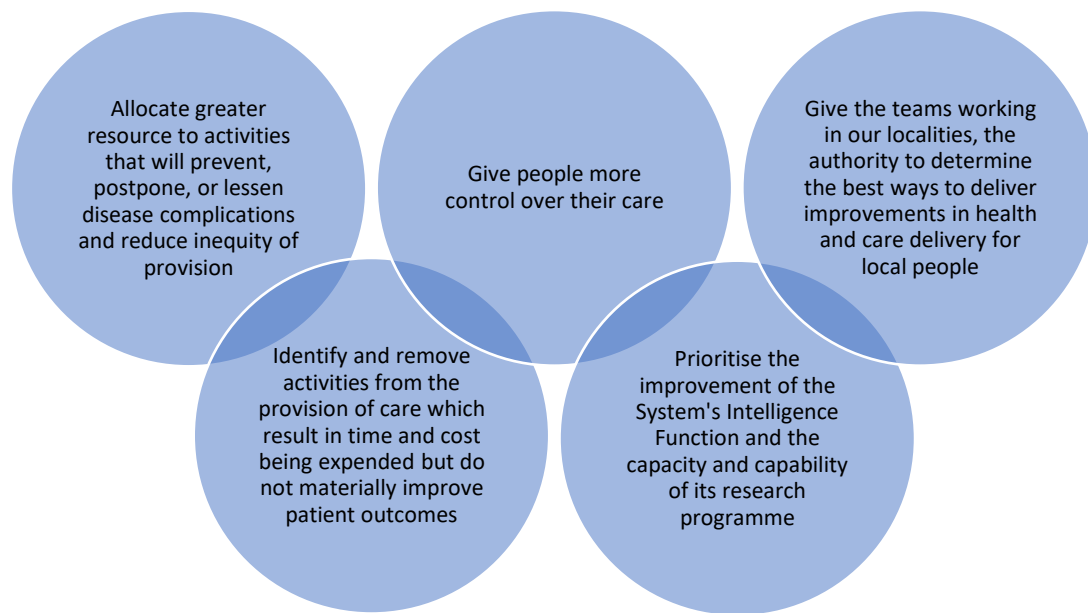 Allocate greater
resource to activities
that will prevent,
postpone, or lessen
disease complications
and reduce inequity of
provision
Identify and remove
activities from the
provision of care which
result in time and cost
being expended but do
not materially improve
patient outcomes
Give people more
control over their care
Prioritise the
improvement of the
System's Intelligence
Function and the
capacity and capability
of its research
programme
Give the teams working
in our localities, the
authority to determine
the best ways to deliver
improvements in health
and care delivery for
local people